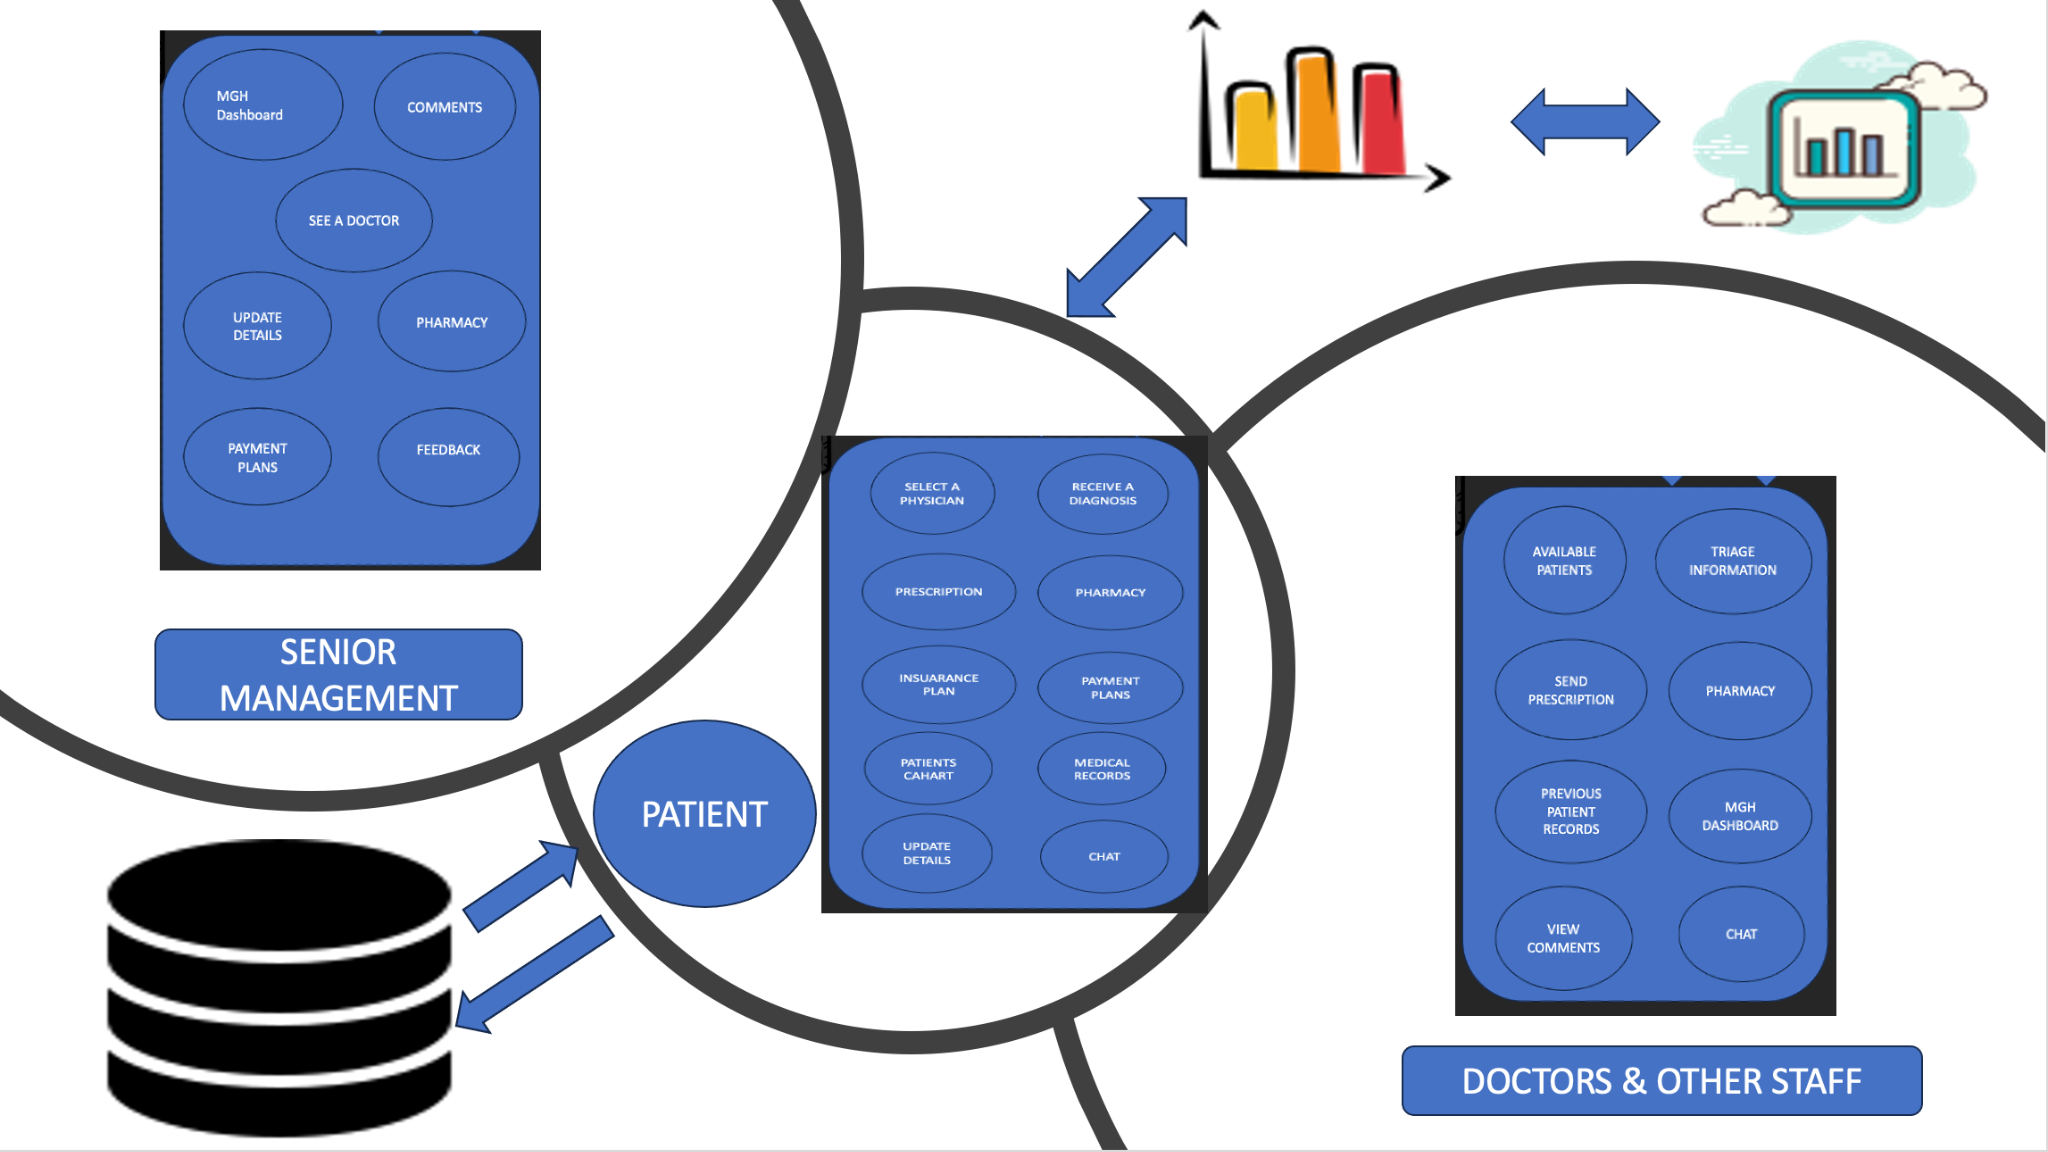 MGH
Dashboard
COMMENTS
SEE A DOCTOR
UPDATE
DETAILS
PHARMACY
PAYMENT
PLANS
FEEDBACK
SENIOR
MANAGEMENT
PATIENT
SELECT A
PHYSICIAN
RECEIVE A
DIAGNOSIS
PRESCRIPTION
PHARMACY
INSUARANCE
PLAN
PAYMENT
PLANS
PATIENTS
CAHART
MEDICAL
RECORDS
UPDATE
DETAILS
CHAT
AVAILABLE
PATIENTS
TRIAGE
INFORMATION
SEND
PRESCRIPTION
PHARMACY
PREVIOUS
PATIENT
RECORDS
MGH
DASHBOARD
VIEW
COMMENTS
CHAT
DOCTORS & OTHER STAFF